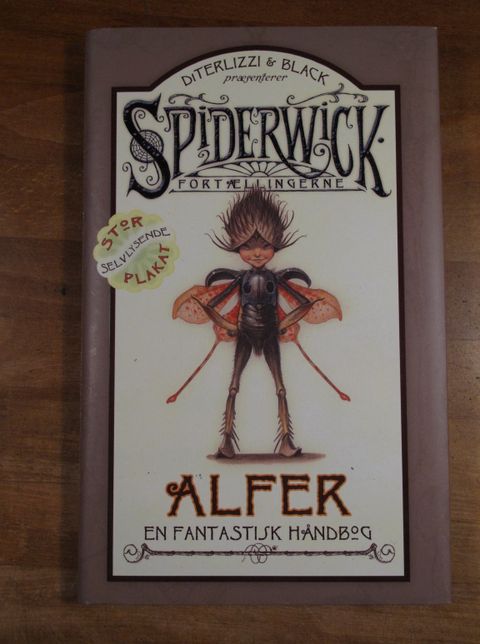 DITERLIZZI & BLACK
præsenterer
SPIDERWICK
FORTÆLLINGERNE
STOR
SELVLYSENDE
PLAKAT
ALFER
EN FANTASTISK HÅNDBOG